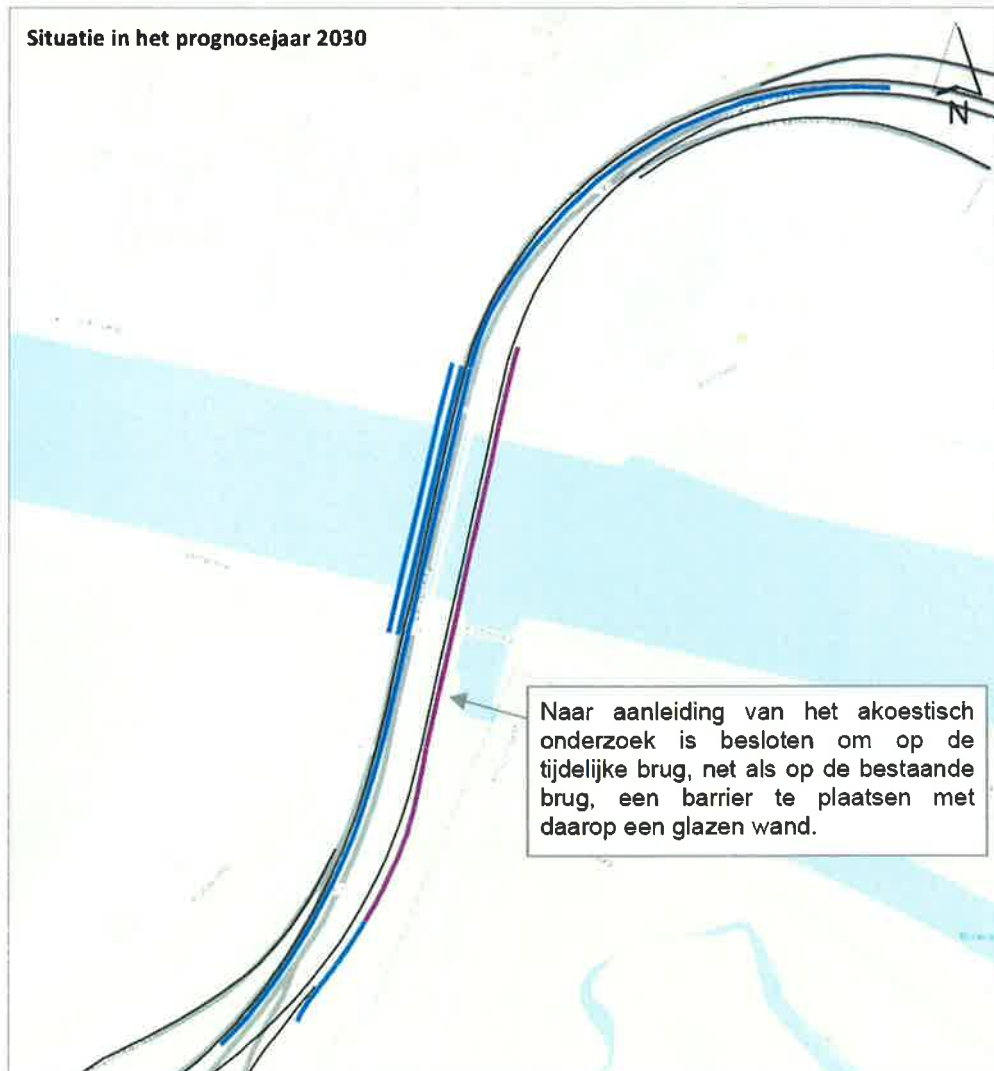 Situatie in het prognosejaar 2030
N
Naar aanleiding van het akoestisch
onderzoek is besloten om op de
tijdelijke brug, net als op de bestaande
brug, een barrier te plaatsen met
daarop een glazen wand.